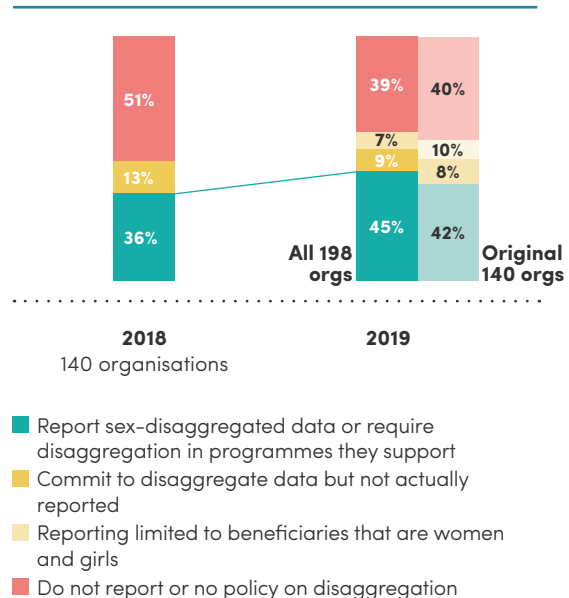 51%
13%
36%
39%
7%
9%
45%
40%
10%
8%
42%
All 198
orgs
Original
140 orgs
2018
140 organisations
2019
Report sex-disaggregated data or require
disaggregation in programmes they support
Commit to disaggregate data but not actually
reported
Reporting limited to beneficiaries that are women
and girls
Do not report or no policy on disaggregation